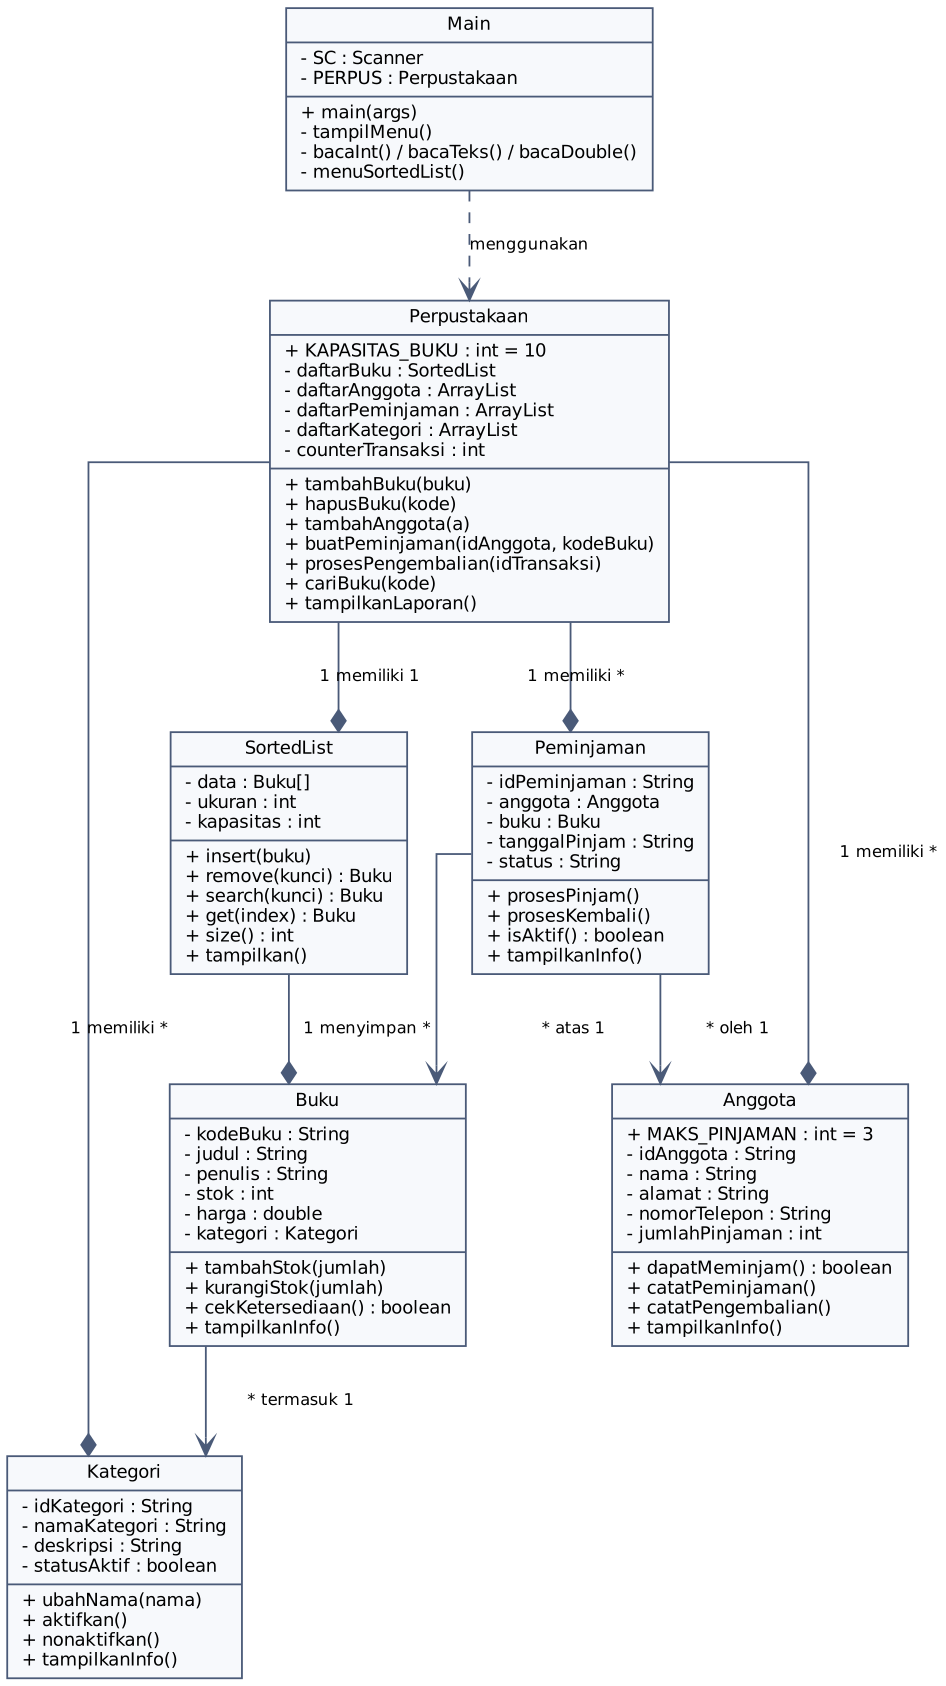 Main
- SC : Scanner
- PERPUS : Perpustakaan
+ main(args)
- tampilMenu()
- bacaInt() / bacaTeks() / bacaDouble()
- menuSortedList()
menggunakan
Perpustakaan
+ KAPASITAS_BUKU : int = 10
- daftarBuku : SortedList
- daftarAnggota : ArrayList
- daftarPeminjaman : ArrayList
- daftarKategori : ArrayList
- counterTransaksi : int
+ tambahBuku(buku)
+ hapusBuku(kode)
+ tambahAnggota(a)
+ buatPeminjaman(idAnggota, kodeBuku)
+ prosesPengembalian(idTransaksi)
+ cariBuku(kode)
+ tampilkanLaporan()
1 memiliki 1
1 memiliki *
SortedList
- data : Buku[]
- ukuran : int
- kapasitas : int
+ insert(buku)
+ remove(kunci) : Buku
+ search(kunci) : Buku
+ get(index) : Buku
+ size() : int
+ tampilkan()
Peminjaman
- idPeminjaman : String
- anggota : Anggota
- buku : Buku
- tanggalPinjam : String
- status : String
+ prosesPinjam()
+ prosesKembali()
+ isAktif() : boolean
+ tampilkanInfo()
1 memiliki *
1 memiliki *
1 menyimpan *
* atas 1
* oleh 1
Buku
- kodeBuku : String
- judul : String
- penulis : String
- stok : int
- harga : double
- kategori : Kategori
+ tambahStok(jumlah)
+ kurangiStok(jumlah)
+ cekKetersediaan() : boolean
+ tampilkanInfo()
Anggota
+ MAKS_PINJAMAN : int = 3
- idAnggota : String
- nama : String
- alamat : String
- nomorTelepon : String
- jumlahPinjaman : int
+ dapatMeminjam() : boolean
+ catatPeminjaman()
+ catatPengembalian()
+ tampilkanInfo()
* termasuk 1
Kategori
- idKategori : String
- namaKategori : String
- deskripsi : String
- statusAktif : boolean
+ ubahNama(nama)
+ aktifkan()
+ nonaktifkan()
+ tampilkanInfo()